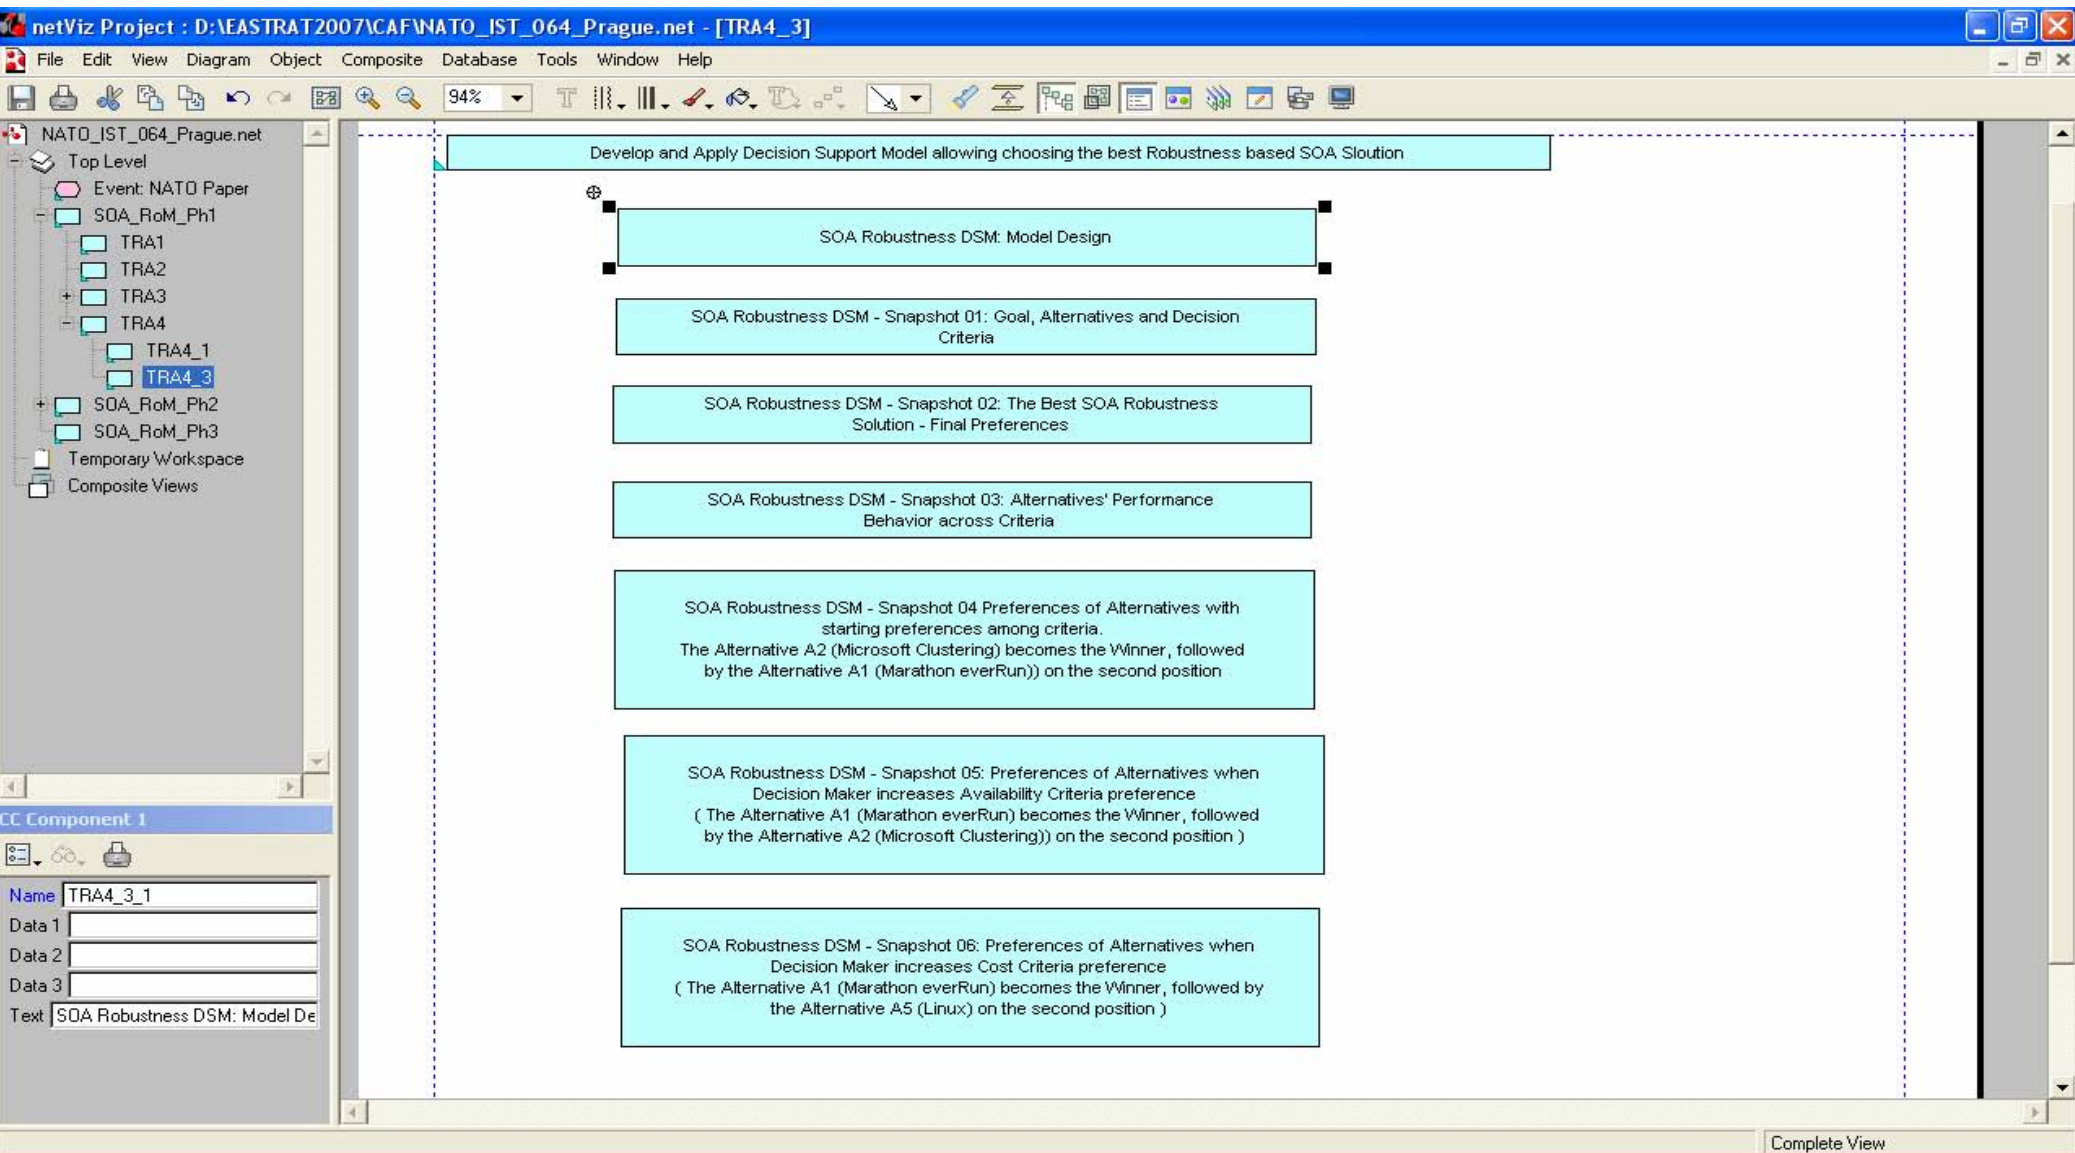 netViz Project : D:\EASTRAT2007\CAF\NATO_IST_064_Prague.net - [TRA4_3]
File Edit View Diagram Object Composite Database Tools Window Help
94%
NATO_IST_064_Prague.net
Top Level
Event: NATO Paper
SOA_RoM_Ph1
TRA1
TRA2
TRA3
TRA4
TRA4_1
TRA4_3
SOA_RoM_Ph2
SOA_RoM_Ph3
Temporary Workspace
Composite Views
CC Component 1
Name TRA4_3_1
Data 1
Data 2
Data 3
Text SOA Robustness DSM: Model De
Develop and Apply Decision Support Model allowing choosing the best Robustness based SOA Sloution
SOA Robustness DSM: Model Design
SOA Robustness DSM - Snapshot 01: Goal, Alternatives and Decision
Criteria
SOA Robustness DSM - Snapshot 02: The Best SOA Robustness
Solution - Final Preferences
SOA Robustness DSM - Snapshot 03: Alternatives' Performance
Behavior across Criteria
SOA Robustness DSM - Snapshot 04 Preferences of Alternatives with
starting preferences among criteria.
The Alternative A2 (Microsoft Clustering) becomes the Winner, followed
by the Alternative A1 (Marathon everRun)) on the second position
SOA Robustness DSM - Snapshot 05: Preferences of Alternatives when
Decision Maker increases Availability Criteria preference
( The Alternative A1 (Marathon everRun) becomes the Winner, followed
by the Alternative A2 (Microsoft Clustering)) on the second position )
SOA Robustness DSM - Snapshot 06: Preferences of Alternatives when
Decision Maker increases Cost Criteria preference
( The Alternative A1 (Marathon everRun) becomes the Winner, followed by
the Alternative A5 (Linux) on the second position )
Complete View